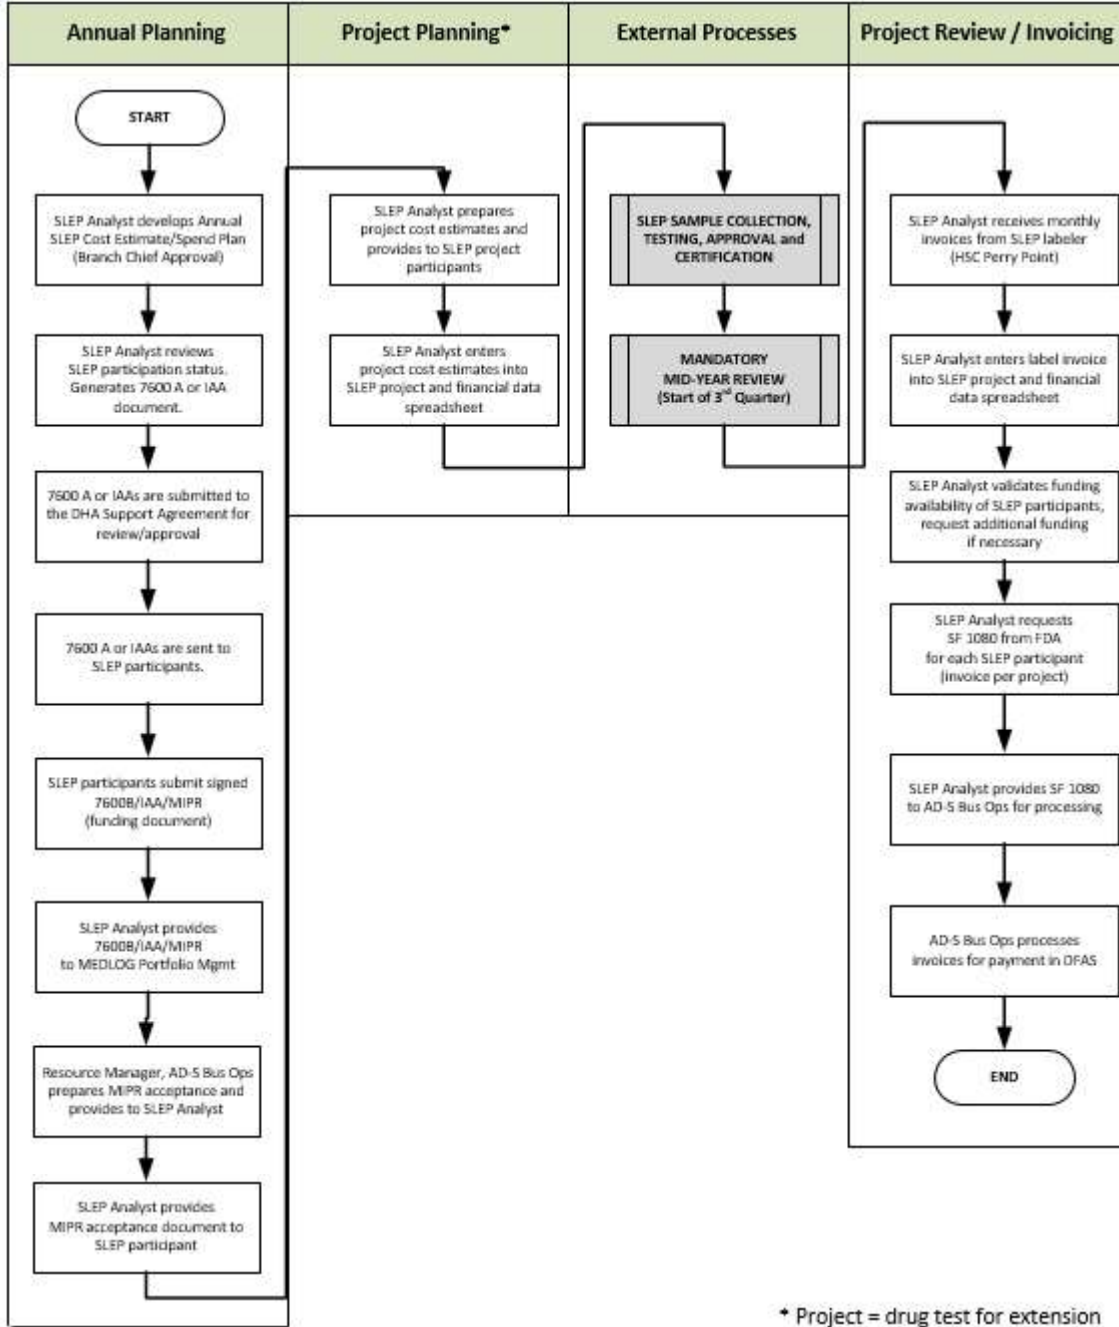 Annual Planning
Project Planning*
External Processes
Project Review / Invoicing
START
SLEP Analyst develops Annual
SLEP Cost Estimate/Spend Plan
(Branch Chief Approval)
SLEP Analyst reviews
SLEP participation status.
Generates 7600 A or IAA
document.
7600 A or IAAs are submitted to
the DHA Support Agreement for
review/approval
7600 A or IAAs are sent to
SLEP participants.
SLEP participants submit signed
7600B/IAA/MIPR
(funding document)
SLEP Analyst provides
7600B/IAA/MIPR
to MEDLOG Portfolio Mgmt
Resource Manager, AD-S Bus Ops
prepares MIPR acceptance and
provides to SLEP Analyst
SLEP Analyst provides
MIPR acceptance document to
SLEP participant
SLEP Analyst prepares
project cost estimates and
provides to SLEP project
participants
SLEP Analyst enters
project cost estimates into
SLEP project and financial data
spreadsheet
SLEP SAMPLE COLLECTION,
TESTING, APPROVAL and
CERTIFICATION
MANDATORY
MID-YEAR REVIEW
(Start of 3rd Quarter)
SLEP Analyst receives monthly
invoices from SLEP labeler
(HSC Perry Point)
SLEP Analyst enters label invoice
into SLEP project and financial
data spreadsheet
SLEP Analyst validates funding
availability of SLEP participants,
request additional funding
if necessary
SLEP Analyst requests
SF 1080 from FDA
for each SLEP participant
(invoice per project)
SLEP Analyst provides SF 1080
to AD-S Bus Ops for processing
AD-S Bus Ops processes
invoices for payment in DFAS
END
* Project = drug test for extension